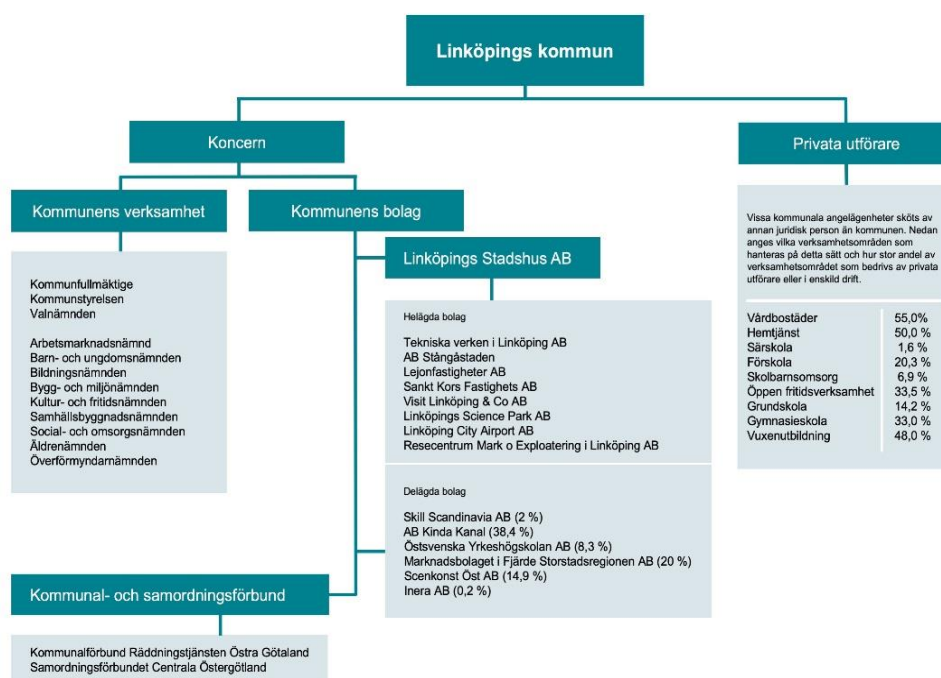 Linköpings kommun
Koncern
Privata utförare
Kommunens verksamhet
Kommunens bolag
Linköpings Stadshus AB
Kommunfullmäktige
Kommunstyrelsen
Valnämnden
Arbetsmarknadsnämnd
Barn- och ungdomsnämnden
Bildningsnämnden
Bygg- och miljönämnden
Kultur- och fritidsnämnden
Samhällsbyggnadsnämnden
Social- och omsorgsnämnden
Äldrenämnden
Överförmyndarnämnden
Helägda bolag
Tekniska verken i Linköping AB
AB Stångåstaden
Lejonfastigheter AB
Sankt Kors Fastighets AB
Visit Linköping & Co AB
Linköpings Science Park AB
Linköping City Airport AB
Resecentrum Mark o Exploatering i Linköping AB
Delägda bolag
Skill Scandinavia AB (2 %)
AB Kinda Kanal (38,4 %)
Östsvenska Yrkeshögskolan AB (8,3 %)
Marknadsbolaget i Fjärde Storstadsregionen AB (20 %)
Scenkonst Öst AB (14,9 %)
Inera AB (0,2 %)
Kommunal- och samordningsförbund
Kommunalförbund Räddningstjänsten Östra Götaland
Samordningsförbundet Centrala Östergötland
Vissa kommunala angelägenheter sköts av
annan juridisk person än kommunen. Nedan
anges vilka verksamhetsområden som
hanteras på detta sätt och hur stor andel av
verksamhetsområdet som bedrivs av privata
utförare eller i enskild drift.
Vårdbostäder 55,0%
Hemtjänst 50,0 %
Särskola 1,6 %
Förskola 20,3 %
Skolbarnsomsorg 6,9 %
Öppen fritidsverksamhet 33,5 %
Grundskola 14,2 %
Gymnasieskola 33,0 %
Vuxenutbildning 48,0 %